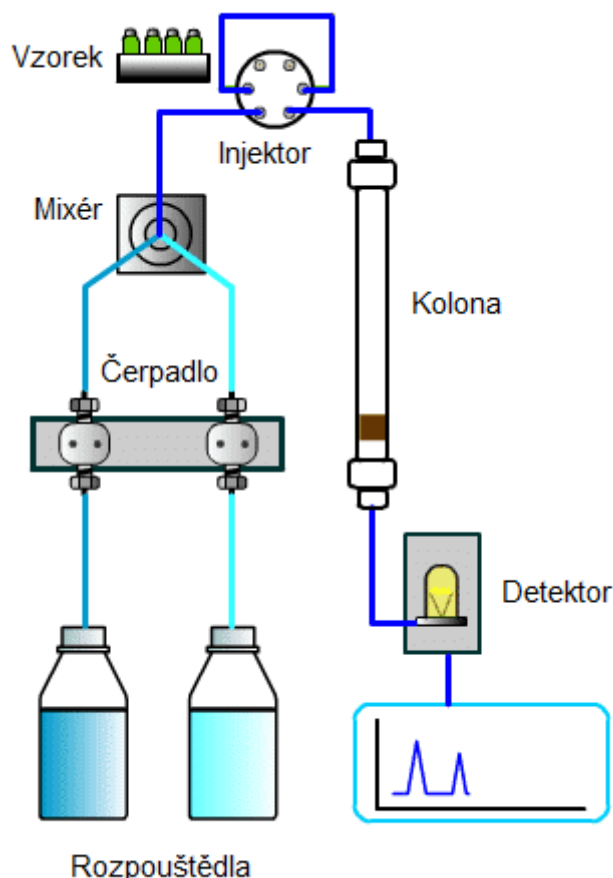 Vzorek
Injektor
Mixér
Kolona
Čerpadlo
Detektor
Rozpouštědla